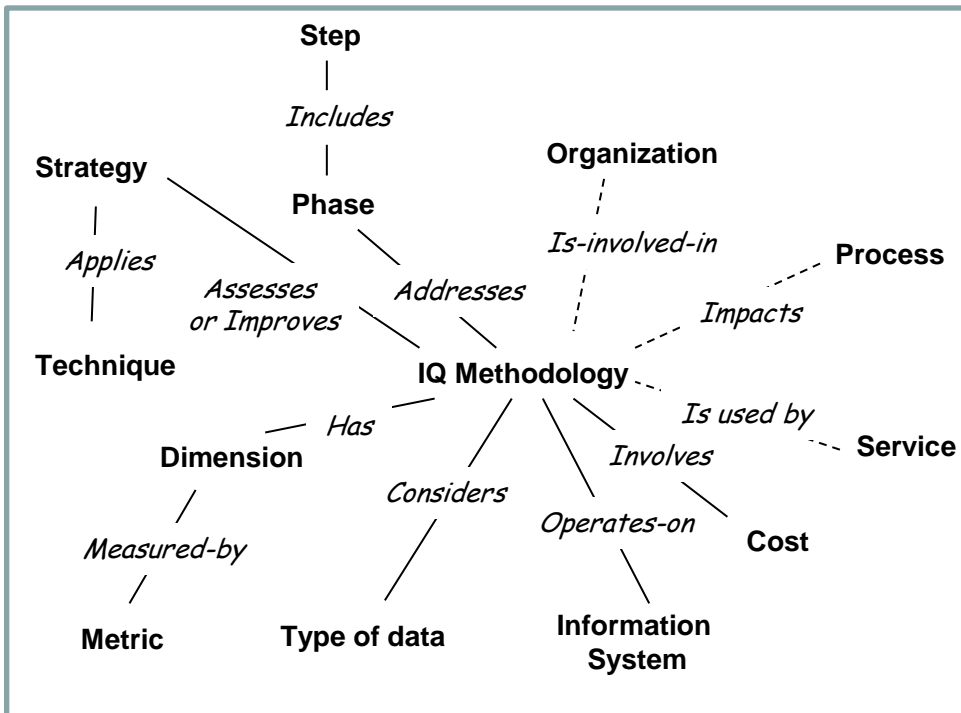 Step
Includes
Organization
Strategy
Phase
Is-involved-in
Process
Applies
Assesses
or Improves
Addresses
Impacts
Technique
IQ Methodology
Is used by
Has
Service
Dimension
Involves
Considers
Operates-on
Cost
Measured-by
Metric
Type of data
Information
System